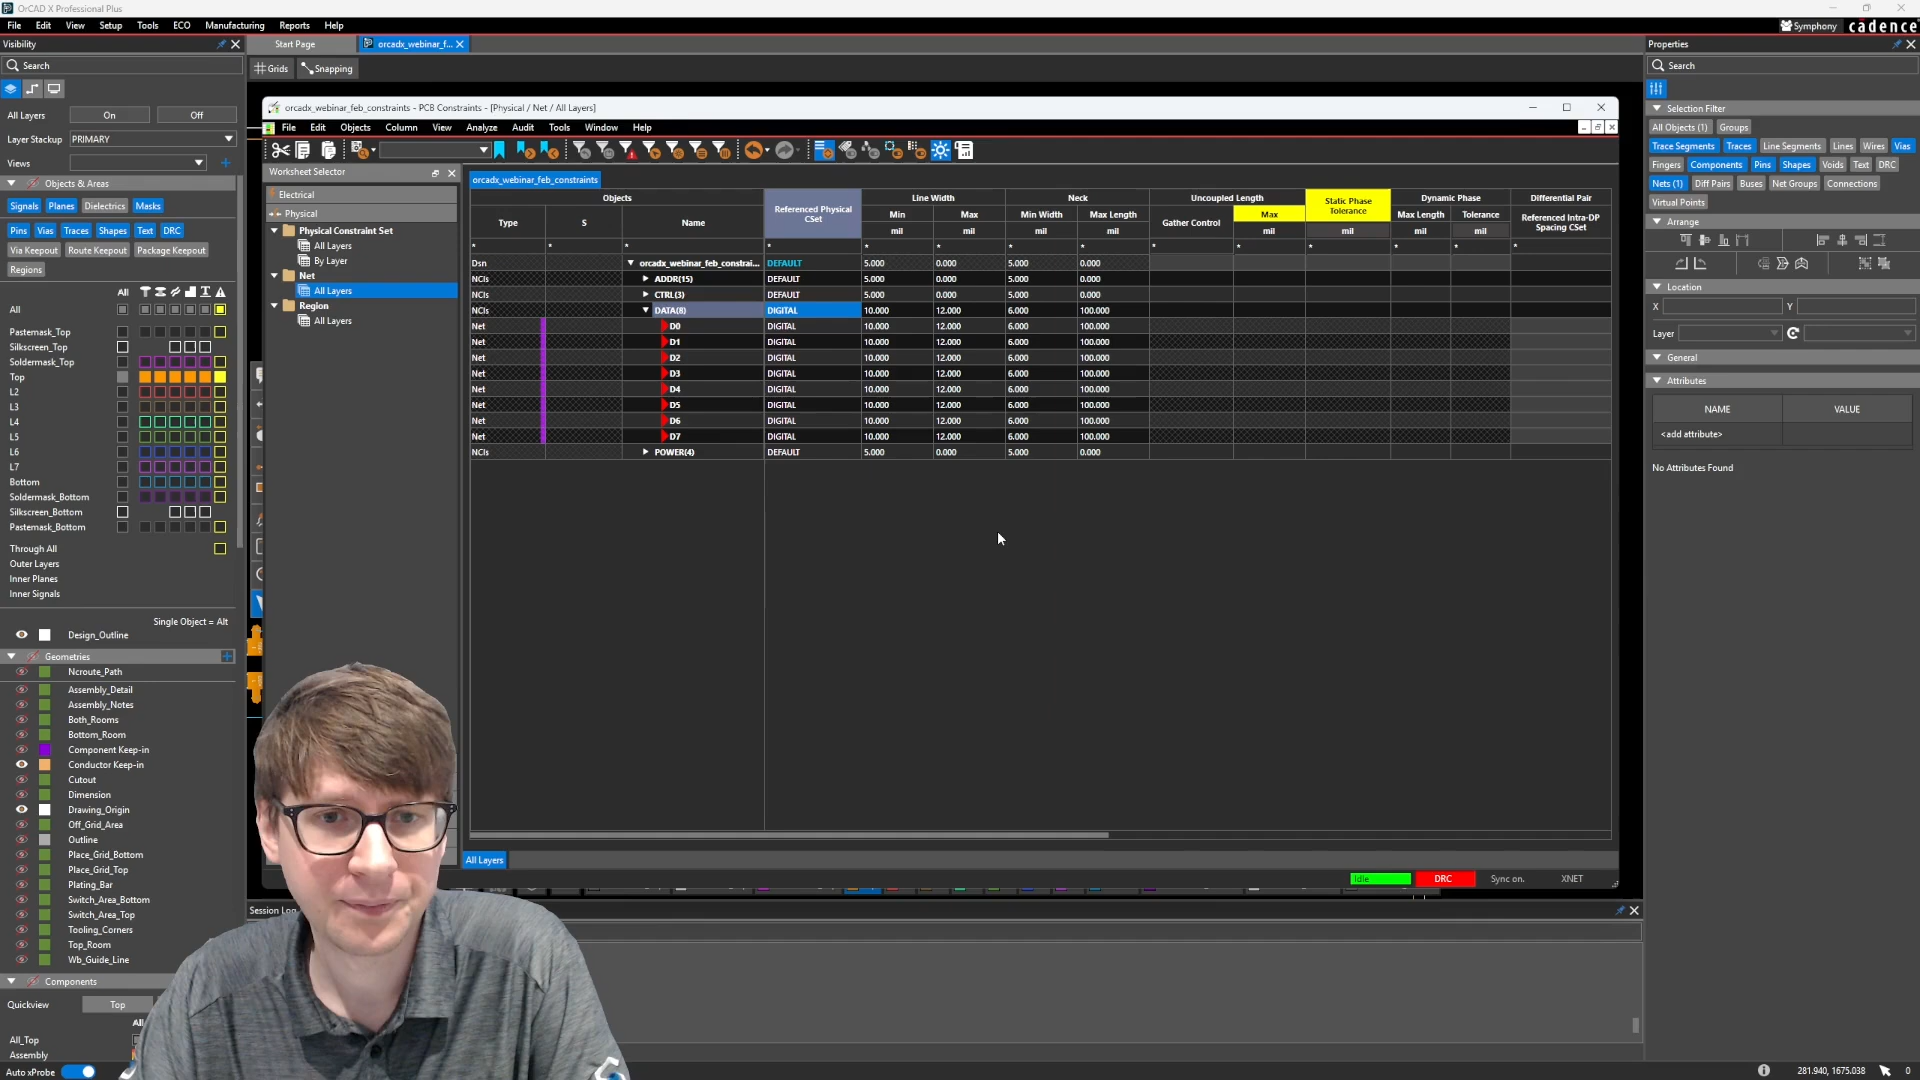 OrCAD X Professional Plus
File Edit View Setup Tools ECO Manufacturing Reports Help
Symphony cadence
Visibility
Start Page orcadx_webinar_f...
Properties
Search
Grids Snapping
Search
All Layers On Off
Layer Stackup PRIMARY
Views
Objects & Areas
Signals Planes Dielectrics Masks
Pins Vias Traces Shapes Text DRC
Via Keepout Route Keepout Package Keepout
Regions
All
All
Pastemask_Top
Silkscreen_Top
Soldermask_Top
Top
L2
L3
L4
L5
L6
L7
Bottom
Soldermask_Bottom
Silkscreen_Bottom
Pastemask_Bottom
Through All
Outer Layers
Inner Planes
Inner Signals
Single Object = Alt
Design_Outline
Geometries
Ncroute_Path
Assembly_Detail
Assembly_Notes
Both_Rooms
Bottom_Room
Component Keep-in
Conductor Keep-in
Cutout
Dimension
Drawing_Origin
Off_Grid_Area
Outline
Place_Grid_Bottom
Place_Grid_Top
Plating_Bar
Switch_Area_Bottom
Switch_Area_Top
Tooling_Corners
Top_Room
Wb_Guide_Line
Components
Quickview Top
All_Top
Assembly
Auto xProbe
orcadx_webinar_feb_constraints - PCB Constraints - [Physical / Net / All Layers]
File Edit Objects Column View Analyze Audit Tools Window Help
Worksheet Selector
Electrical
Physical
Physical Constraint Set
All Layers
By Layer
Net
All Layers
Region
All Layers
orcadx_webinar_feb_constraints
Objects Referenced Physical CSet Line Width Neck Uncoupled Length Static Phase Tolerance Dynamic Phase Differential Pair
Type S Name Min Max Min Width Max Length Gather Control Max Max Length Tolerance Referenced Intra-DP Spacing CSet
mil mil mil mil mil mil mil mil
* * * * * * * * * * * * * *
Dsn orcadx_webinar_feb_constrai... DEFAULT 5.000 0.000 5.000 0.000
NCls ADDR(15) DEFAULT 5.000 0.000 5.000 0.000
NCls CTRL(3) DEFAULT 5.000 0.000 5.000 0.000
NCls DATA(8) DIGITAL 10.000 12.000 6.000 100.000
Net D0 DIGITAL 10.000 12.000 6.000 100.000
Net D1 DIGITAL 10.000 12.000 6.000 100.000
Net D2 DIGITAL 10.000 12.000 6.000 100.000
Net D3 DIGITAL 10.000 12.000 6.000 100.000
Net D4 DIGITAL 10.000 12.000 6.000 100.000
Net D5 DIGITAL 10.000 12.000 6.000 100.000
Net D6 DIGITAL 10.000 12.000 6.000 100.000
Net D7 DIGITAL 10.000 12.000 6.000 100.000
NCls POWER(4) DEFAULT 5.000 0.000 5.000 0.000
All Layers
Idle DRC Sync on. XNET
Session Log
Selection Filter
All Objects (1) Groups
Trace Segments Traces Line Segments Lines Wires Vias
Fingers Components Pins Shapes Voids Text DRC
Nets (1) Diff Pairs Buses Net Groups Connections
Virtual Points
Arrange
Location
X Y
Layer
General
Attributes
NAME VALUE
<add attribute>
No Attributes Found
281.940, 1675.038 0